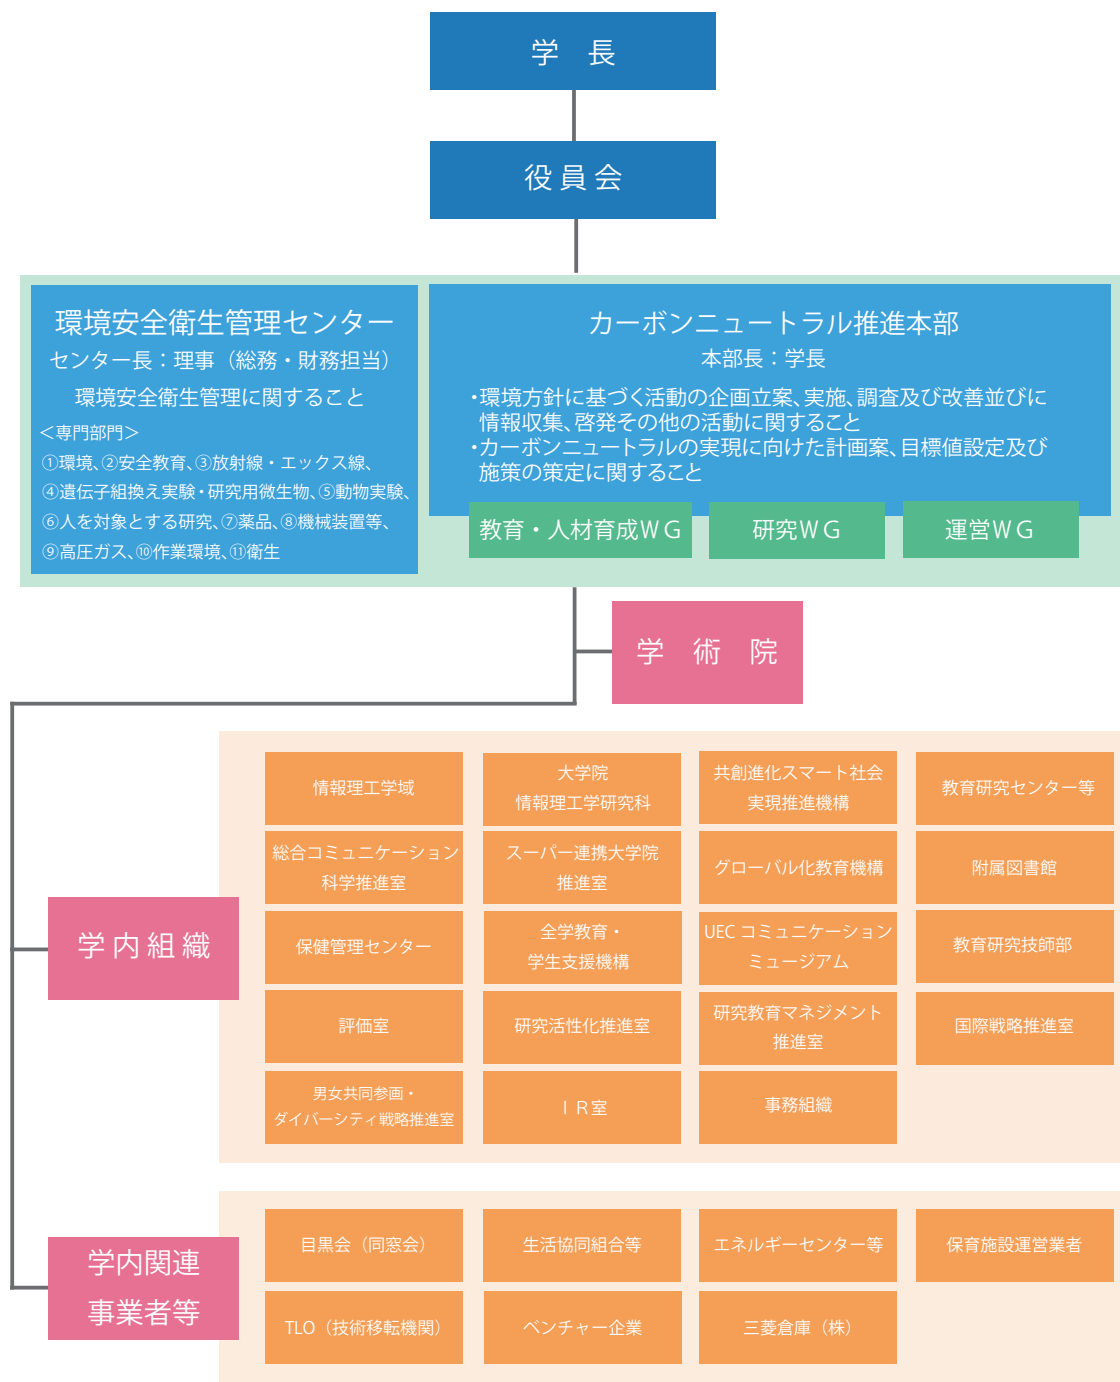 学　長
役員会
環境安全衛生管理センター
センター長：理事（総務・財務担当）
環境安全衛生管理に関すること
＜専門部門＞
①環境、②安全教育、③放射線・エックス線、
④遺伝子組換え実験・研究用微生物、⑤動物実験、
⑥人を対象とする研究、⑦薬品、⑧機械装置等、
⑨高圧ガス、⑩作業環境、⑪衛生
カーボンニュートラル推進本部
本部長：学長
・環境方針に基づく活動の企画立案、実施、調査及び改善並びに
情報収集、啓発その他の活動に関すること
・カーボンニュートラルの実現に向けた計画案、目標値設定及び
施策の策定に関すること
教育・人材育成ＷＧ
研究ＷＧ
運営ＷＧ
学　術　院
学内組織
情報理工学域
大学院
情報理工学研究科
共創進化スマート社会
実現推進機構
教育研究センター等
総合コミュニケーション
科学推進室
スーパー連携大学院
推進室
グローバル化教育機構
附属図書館
保健管理センター
全学教育・
学生支援機構
UEC コミュニケーション
ミュージアム
教育研究技師部
評価室
研究活性化推進室
研究教育マネジメント
推進室
国際戦略推進室
男女共同参画・
ダイバーシティ戦略推進室
ＩＲ室
事務組織
学内関連
事業者等
目黒会（同窓会）
生活協同組合等
エネルギーセンター等
保育施設運営業者
TLO（技術移転機関）
ベンチャー企業
三菱倉庫（株）